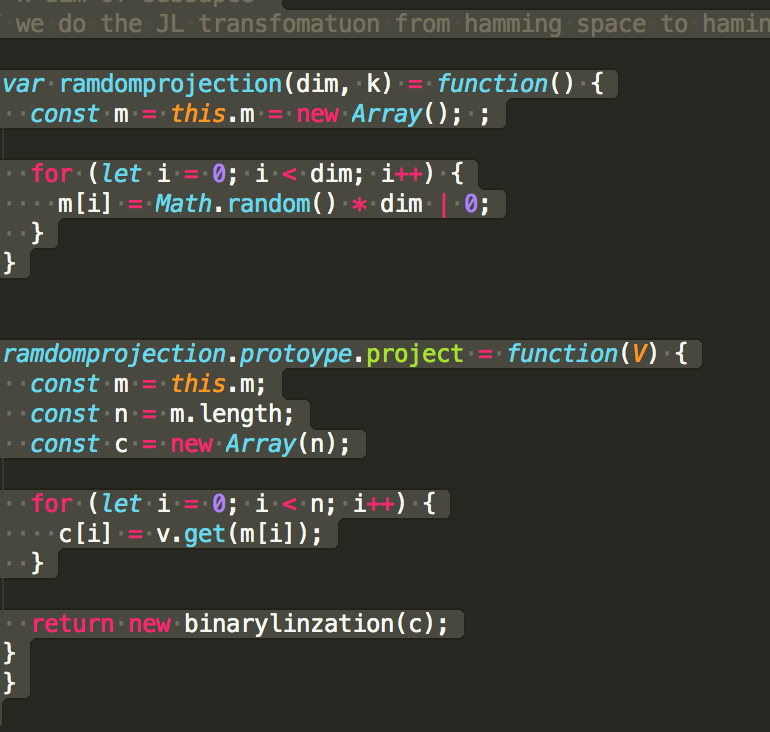 we do the JL transfomatuon from hamming space to hamin
var ramdomprojection(dim, k) = function() {
const m = this.m = new Array(); ;
for (let i = 0; i < dim; i++) {
m[i] = Math.random() * dim | 0;
}
}
ramdomprojection.protoype.project = function(V) {
const m = this.m;
const n = m.length;
const c = new Array(n);
for (let i = 0; i < n; i++) {
c[i] = v.get(m[i]);
}
return new binarylinzation(c);
}
}